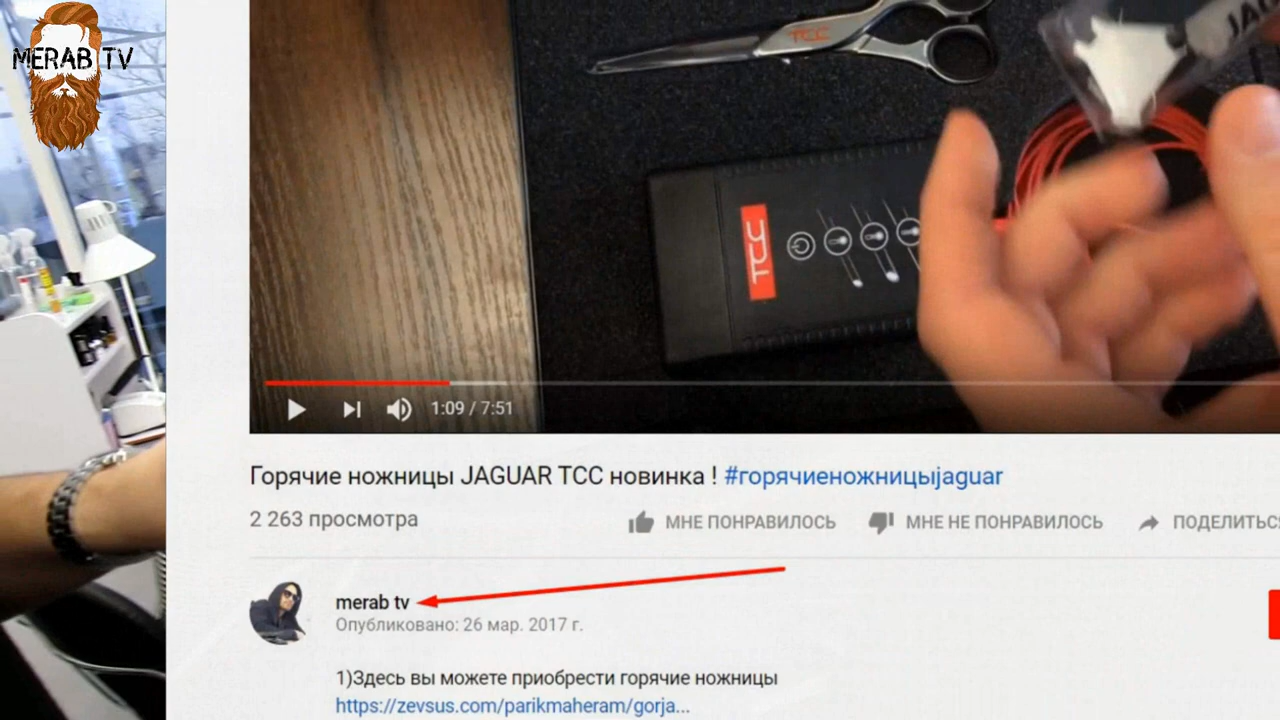 MERAB TV
TCC
JAG
TCC
1:09 / 7:51
Горячие ножницы JAGUAR TCC новинка ! #горячиеножницыjaguar
2 263 просмотра
МНЕ ПОНРАВИЛОСЬ
МНЕ НЕ ПОНРАВИЛОСЬ
ПОДЕЛИТЬС
merab tv
Опубликовано: 26 мар. 2017 г.
1)Здесь вы можете приобрести горячие ножницы
https://zevsus.com/parikmaheram/gorja...